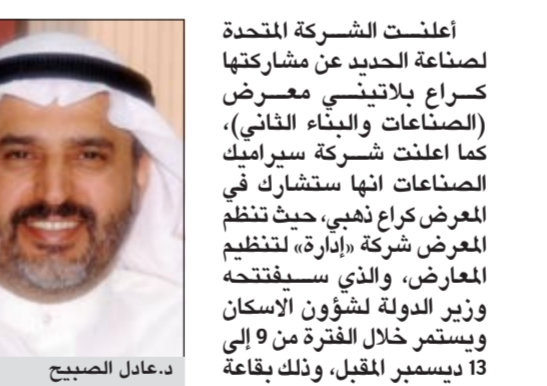 أعلنت الشركة المتحدة
لصناعة الحديد عن مشاركتها
كراع بلاتيني معرض
(الصناعات والبناء الثاني)،
كما اعلنت شركة سيراميك
الصناعات انها ستشارك في
المعرض كراع ذهبي، حيث تنظم
المعرض شركة «إدارة» لتنظيم
المعارض، والذي سيفتتحه
وزير الدولة لشؤون الاسكان
ويستمر خلال الفترة من 9 إلى
13 ديسمبر المقبل، وذلك بقاعة
د.عادل الصبيح